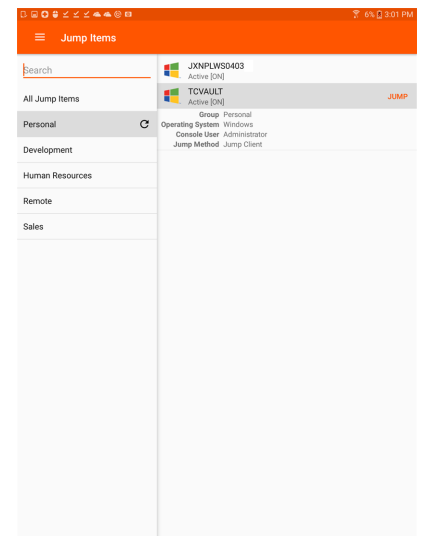 6% 3:01 PM
Jump Items
Search
All Jump Items
Personal
Development
Human Resources
Remote
Sales
JXNPLWS0403
Active [ON]
TCVAULT
Active [ON]
JUMP
Group Personal
Operating System Windows
Console User Administrator
Jump Method Jump Client